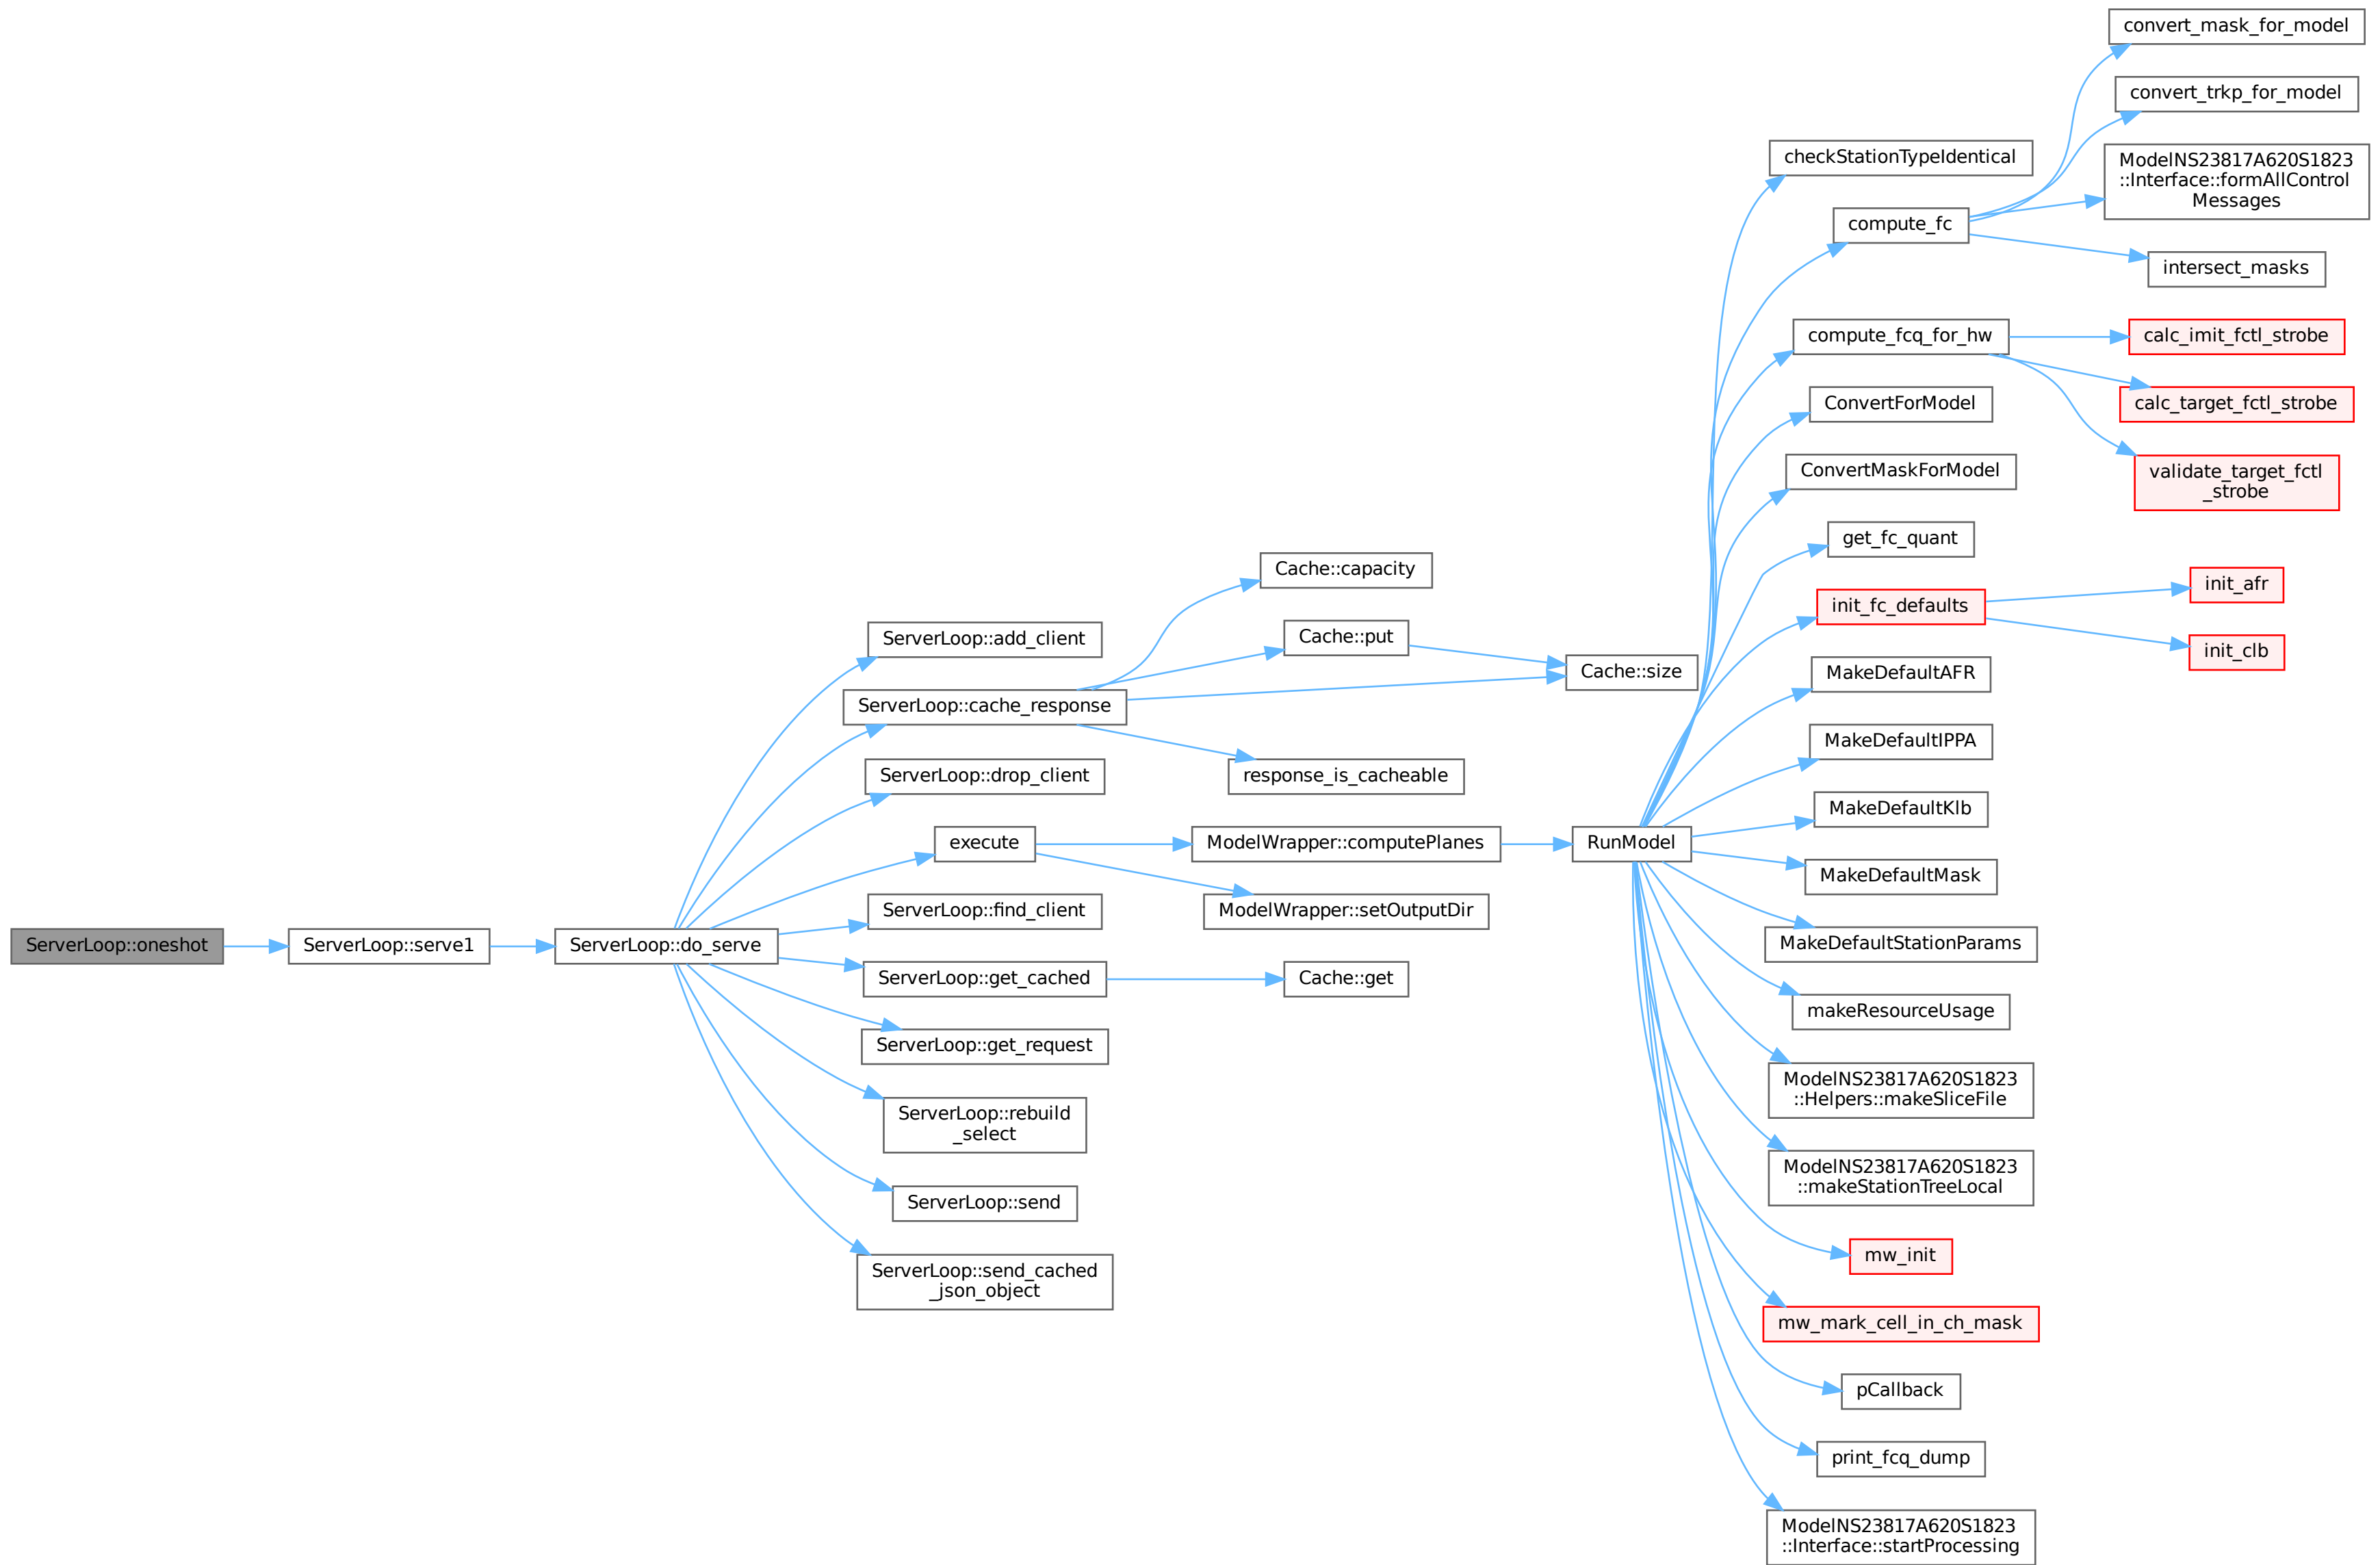 ServerLoop::oneshot
ServerLoop::serve1
ServerLoop::do_serve
ServerLoop::add_client
ServerLoop::cache_response
ServerLoop::drop_client
execute
ServerLoop::find_client
ServerLoop::get_cached
ServerLoop::get_request
ServerLoop::rebuild
_select
ServerLoop::send
ServerLoop::send_cached
_json_object
Cache::capacity
Cache::put
response_is_cacheable
ModelWrapper::computePlanes
ModelWrapper::setOutputDir
Cache::get
Cache::size
RunModel
checkStationTypeIdentical
compute_fc
compute_fcq_for_hw
ConvertForModel
ConvertMaskForModel
get_fc_quant
init_fc_defaults
MakeDefaultAFR
MakeDefaultIPPA
MakeDefaultKlb
MakeDefaultMask
MakeDefaultStationParams
makeResourceUsage
ModelNS23817A620S1823
::Helpers::makeSliceFile
ModelNS23817A620S1823
::makeStationTreeLocal
mw_init
mw_mark_cell_in_ch_mask
pCallback
print_fcq_dump
ModelNS23817A620S1823
::Interface::startProcessing
convert_mask_for_model
convert_trkp_for_model
ModelNS23817A620S1823
::Interface::formAllControl
Messages
intersect_masks
calc_imit_fctl_strobe
calc_target_fctl_strobe
validate_target_fctl
_strobe
init_afr
init_clb